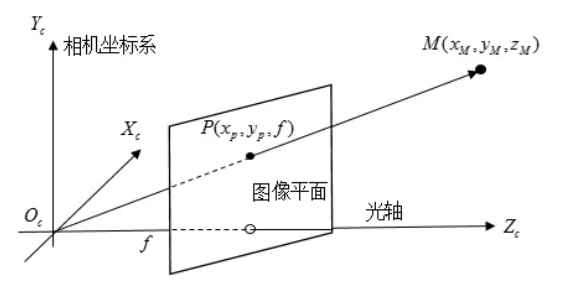 Y_c
相机坐标系
M(x_M, y_M, z_M)
X_c
P(x_p, y_p, f)
图像平面
O_c
光轴
f
Z_c